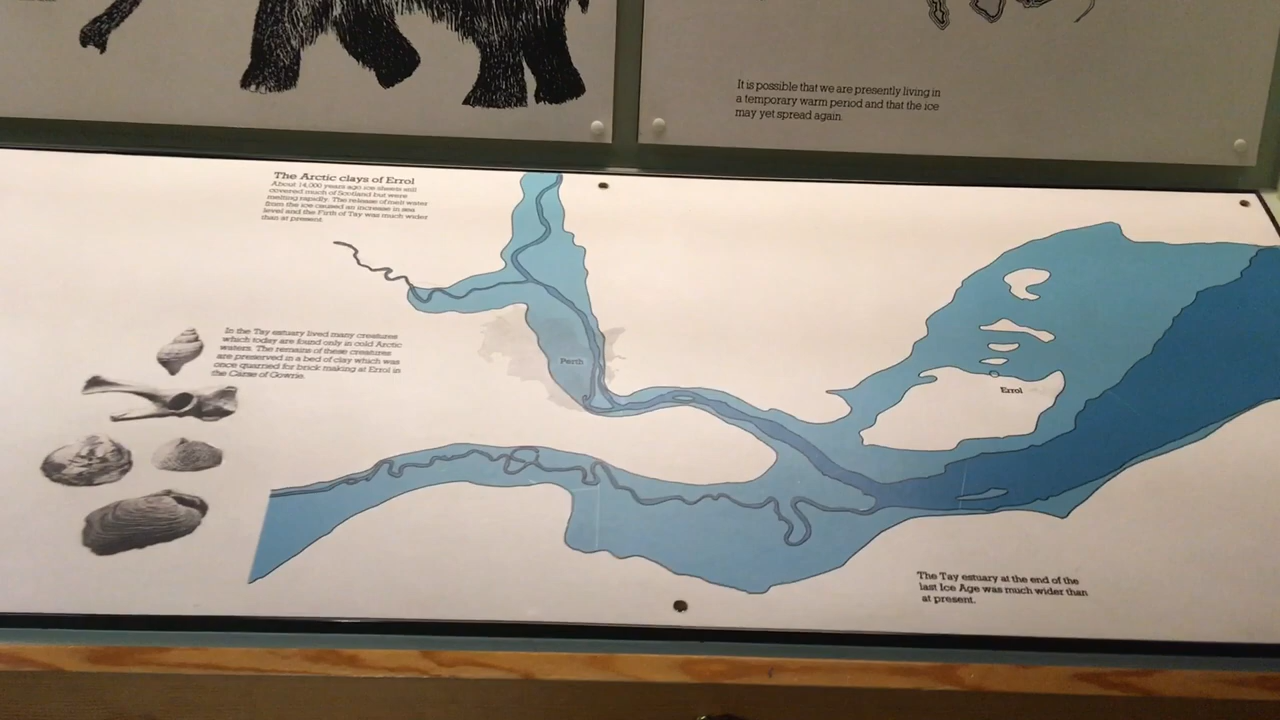 It is possible that we are presently living in
a temporary warm period and that the ice
may yet spread again.
The Arctic clays of Errol
About 14,000 years ago ice sheets still
covered much of Scotland but were
melting rapidly. The release of melt water
from the ice caused an increase in sea
level and the Firth of Tay was much wider
than at present.
In the Tay estuary lived many creatures
which today are found only in cold Arctic
waters. The remains of these creatures
are preserved in a bed of clay which was
once quarried for brick making at Errol in
the Carse of Gowrie.
Perth
Errol
The Tay estuary at the end of the
last Ice Age was much wider than
at present.